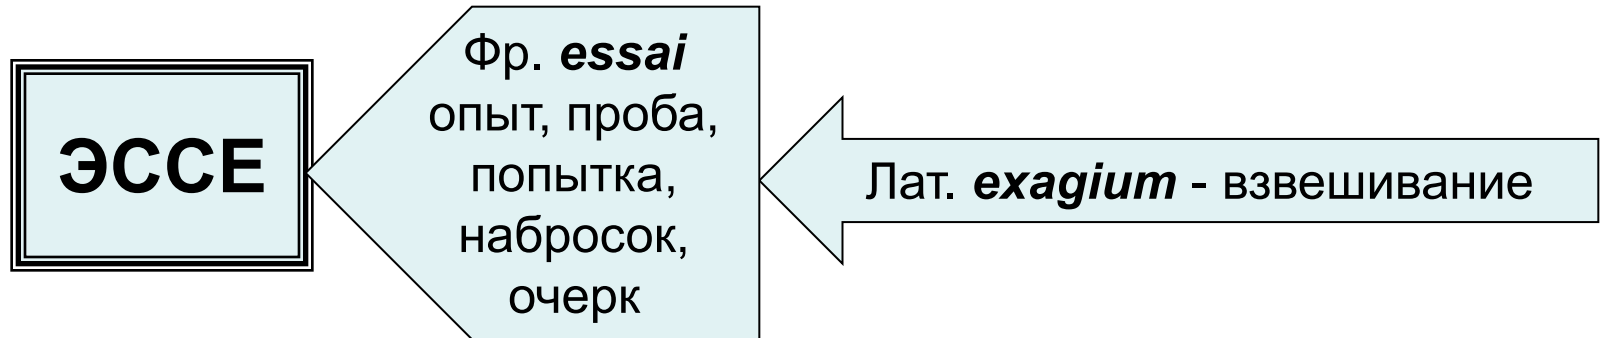 ЭССЕ
Фр. essai
опыт, проба,
попытка,
набросок,
очерк
Лат. exagium - взвешивание